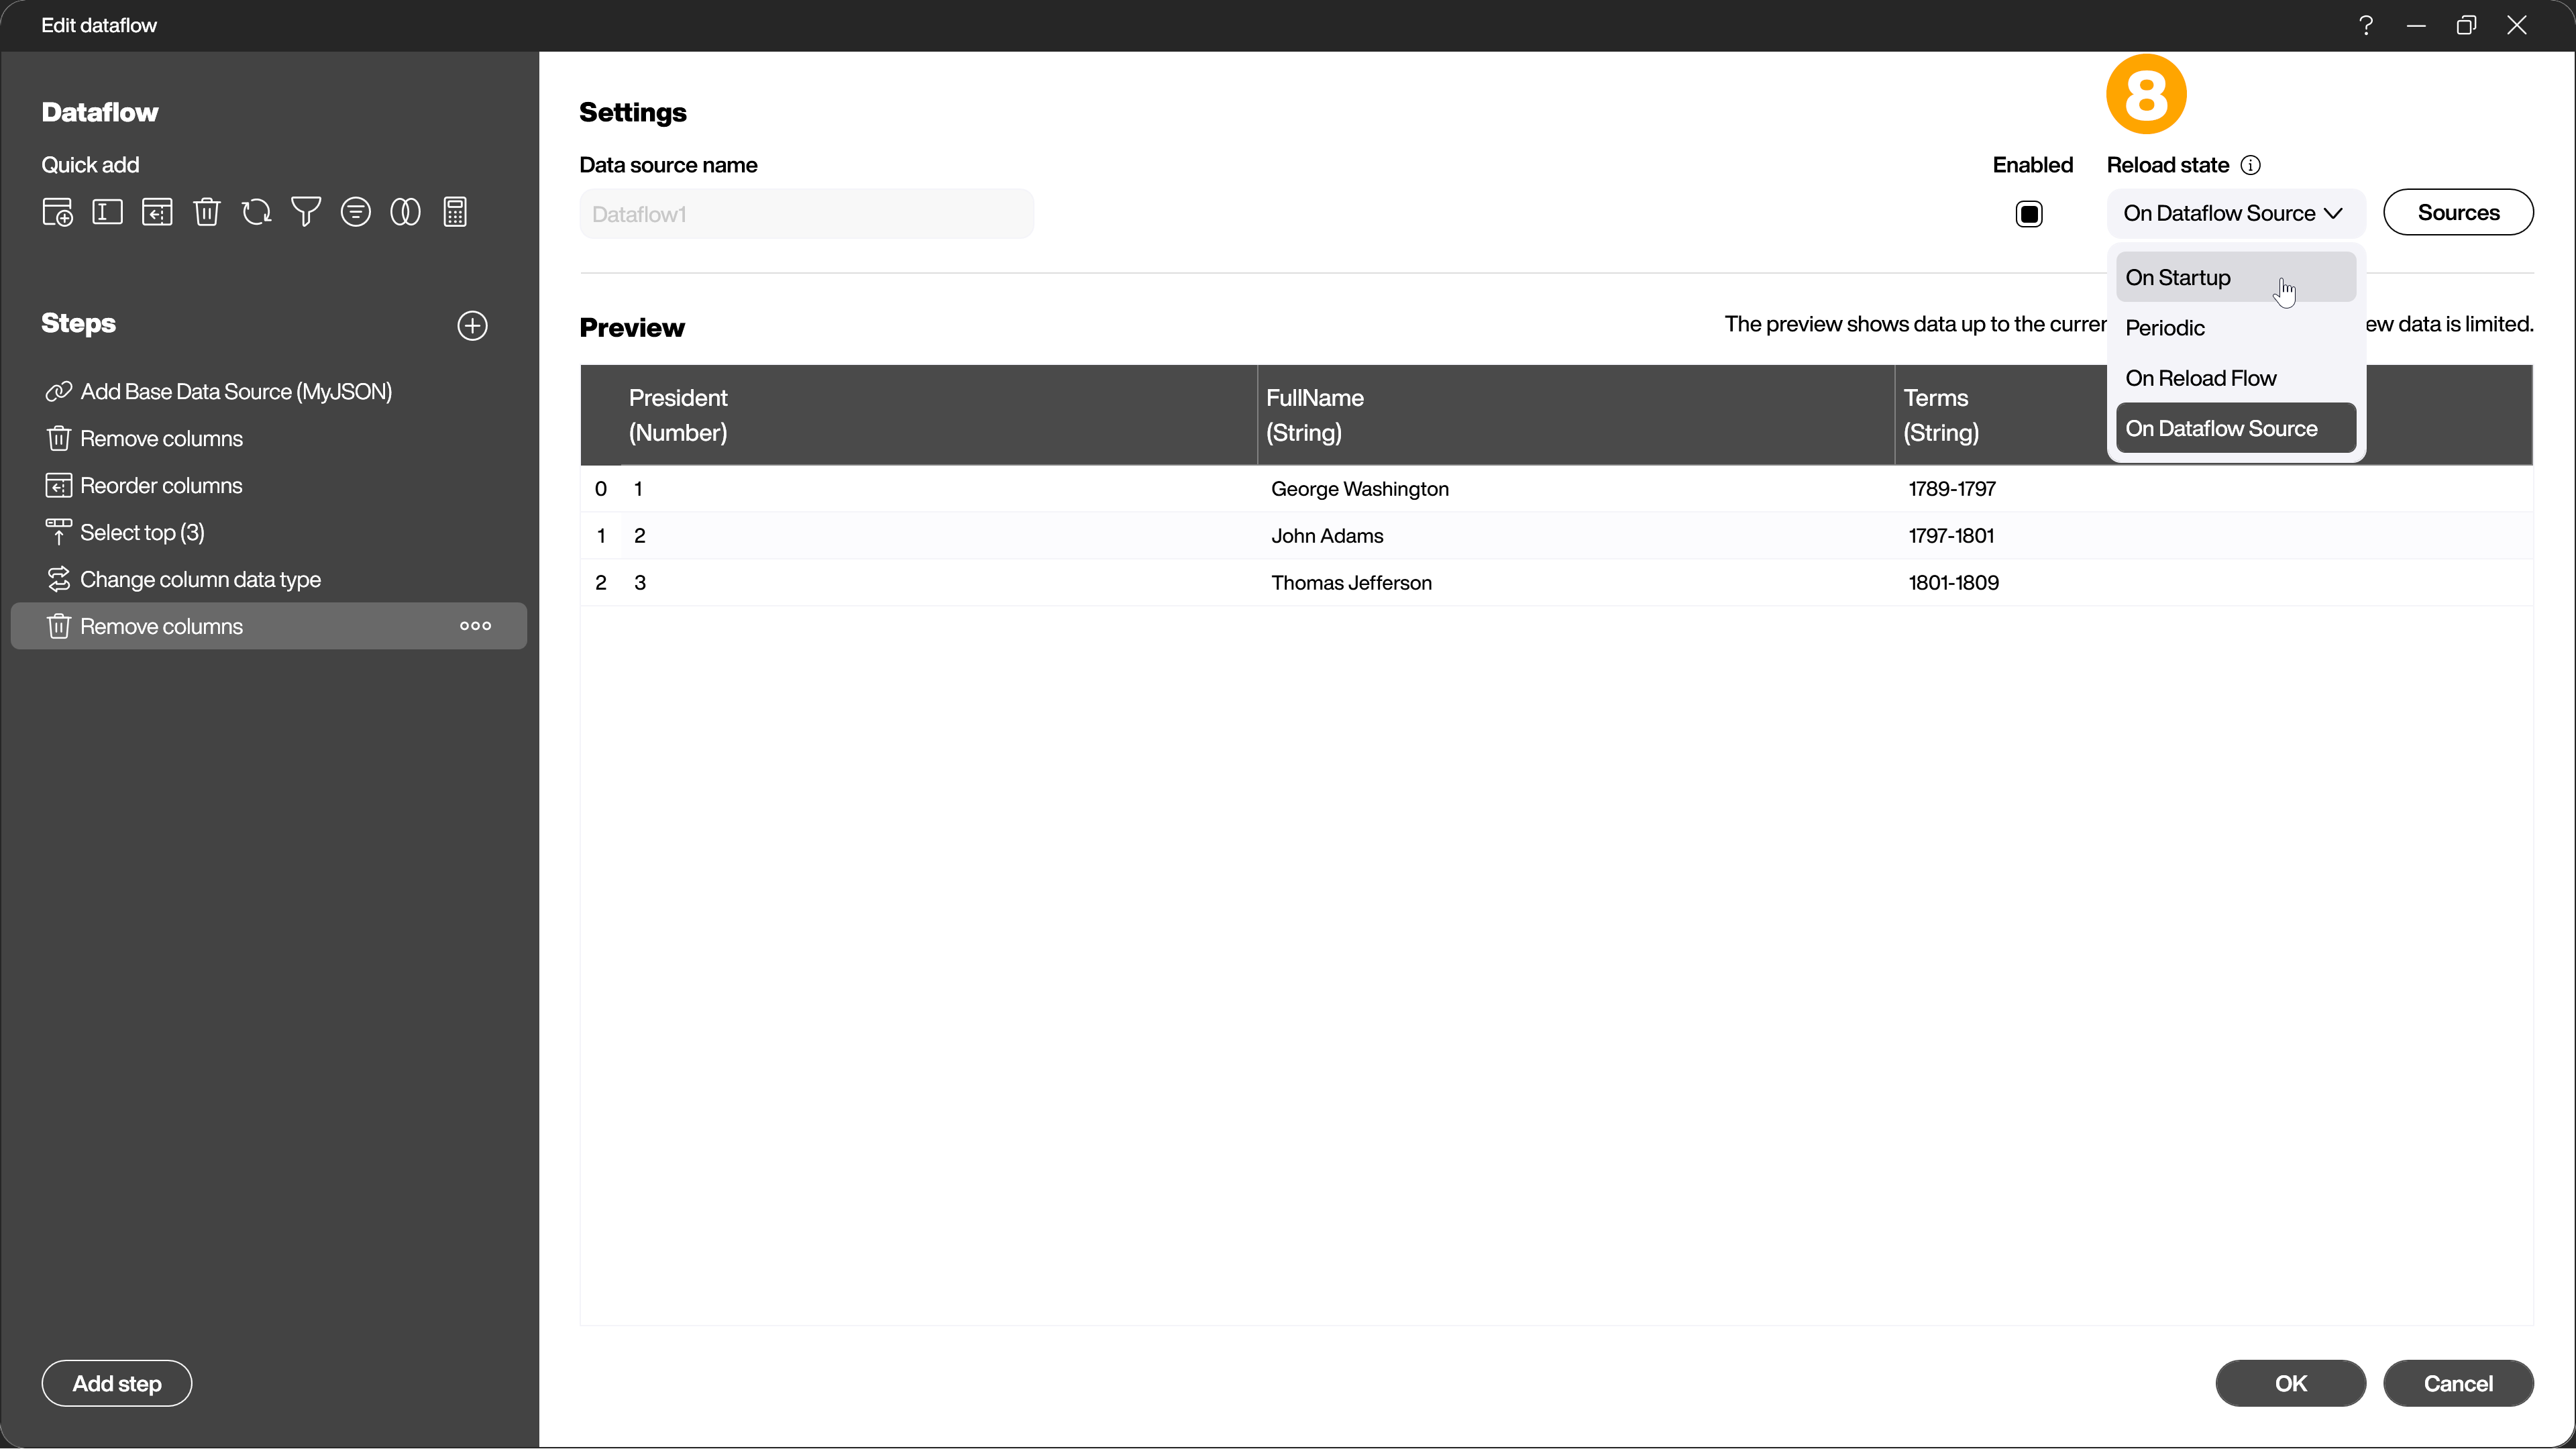 Edit dataflow
Dataflow
Quick add
Steps
Add Base Data Source (MyJSON)
Remove columns
Reorder columns
Select top (3)
Change column data type
Remove columns
Add step
8
Settings
Data source name
Dataflow1
Enabled
Reload state
On Dataflow Source
Sources
On Startup
Periodic
On Reload Flow
On Dataflow Source
Preview
The preview shows data up to the data is limited.
President
(Number)
FullName
(String)
Terms
(String)
0 1 George Washington 1789-1797
1 2 John Adams 1797-1801
2 3 Thomas Jefferson 1801-1809
OK
Cancel